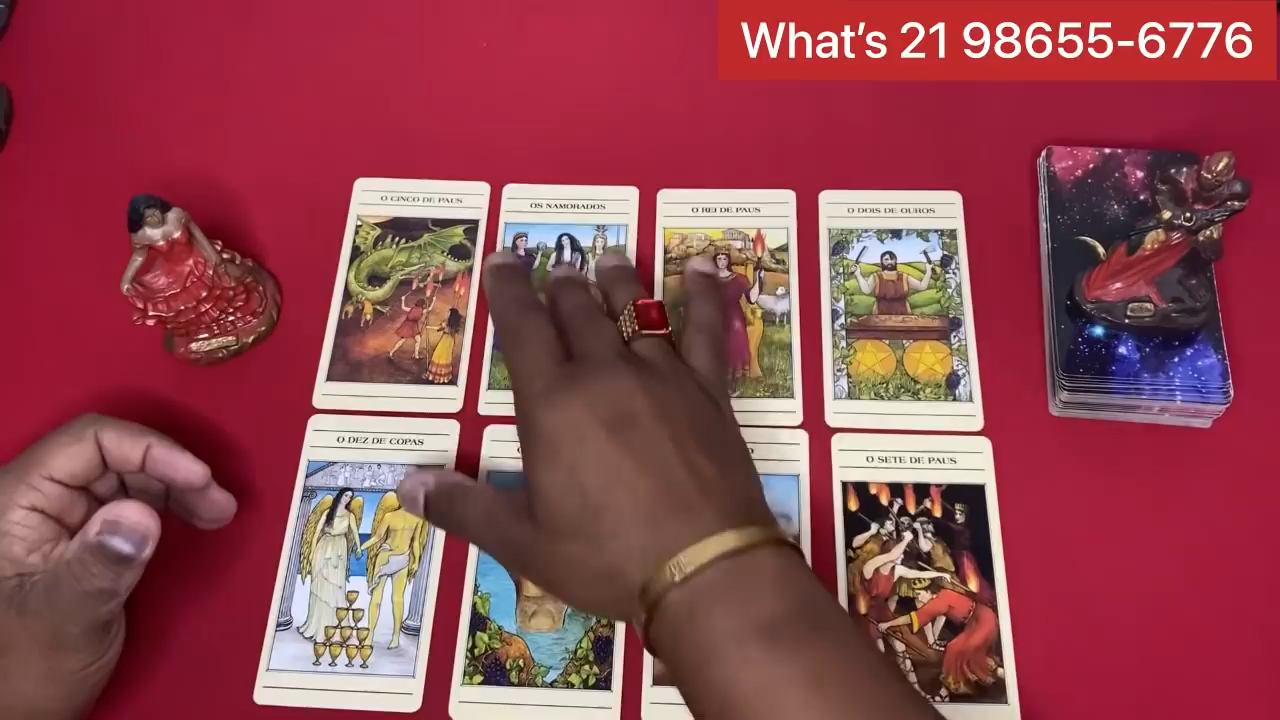 What's 21 98655-6776
O CINCO DE PAUS
OS NAMORADOS
O REI DE PAUS
O DOIS DE OUROS
O DEZ DE COPAS
O SETE DE PAUS